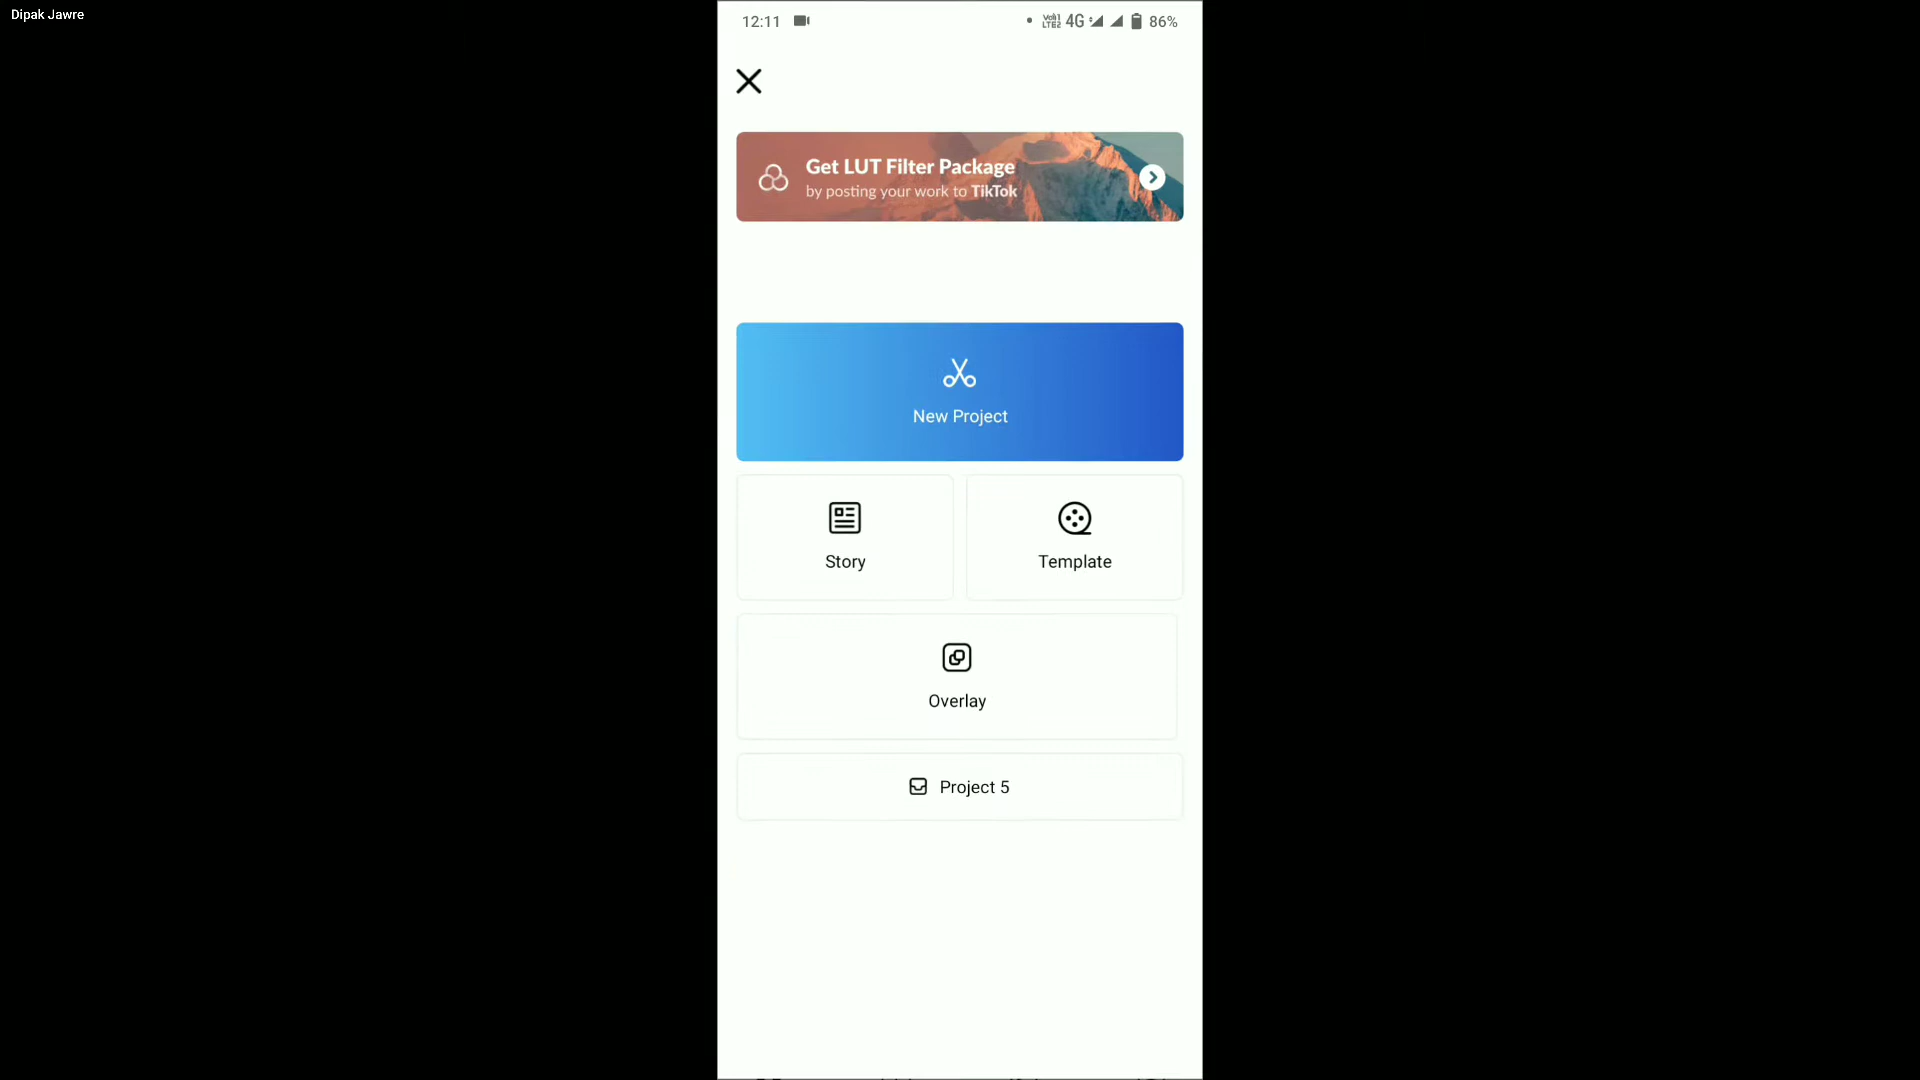 Dipak Jawre
12:11
4G 86%
Get LUT Filter Package
by posting your work to TikTok
New Project
Story
Template
Overlay
Project 5